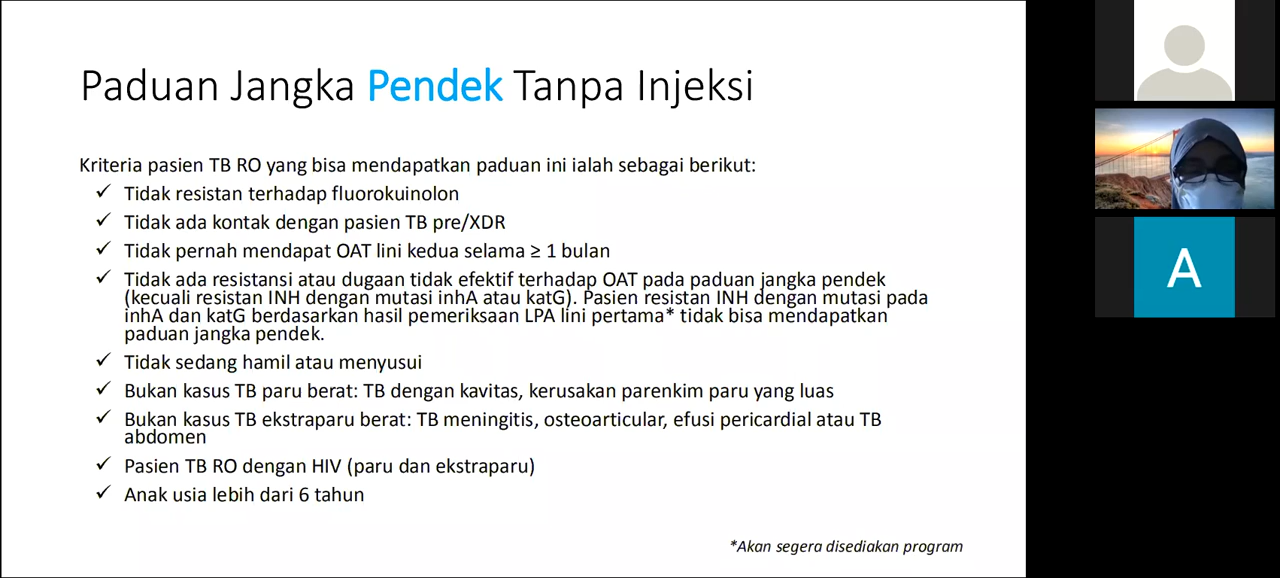 Paduan Jangka Pendek Tanpa Injeksi
Kriteria pasien TB RO yang bisa mendapatkan paduan ini ialah sebagai berikut:
✓ Tidak resistan terhadap fluorokuinolon
✓ Tidak ada kontak dengan pasien TB pre/XDR
✓ Tidak pernah mendapat OAT lini kedua selama ≥ 1 bulan
✓ Tidak ada resistansi atau dugaan tidak efektif terhadap OAT pada paduan jangka pendek
(kecuali resistan INH dengan mutasi inhA atau katG). Pasien resistan INH dengan mutasi pada
inhA dan katG berdasarkan hasil pemeriksaan LPA lini pertama* tidak bisa mendapatkan
paduan jangka pendek.
✓ Tidak sedang hamil atau menyusui
✓ Bukan kasus TB paru berat: TB dengan kavitas, kerusakan parenkim paru yang luas
✓ Bukan kasus TB ekstraparu berat: TB meningitis, osteoarticular, efusi pericardial atau TB
abdomen
✓ Pasien TB RO dengan HIV (paru dan ekstraparu)
✓ Anak usia lebih dari 6 tahun
*Akan segera disediakan program
A